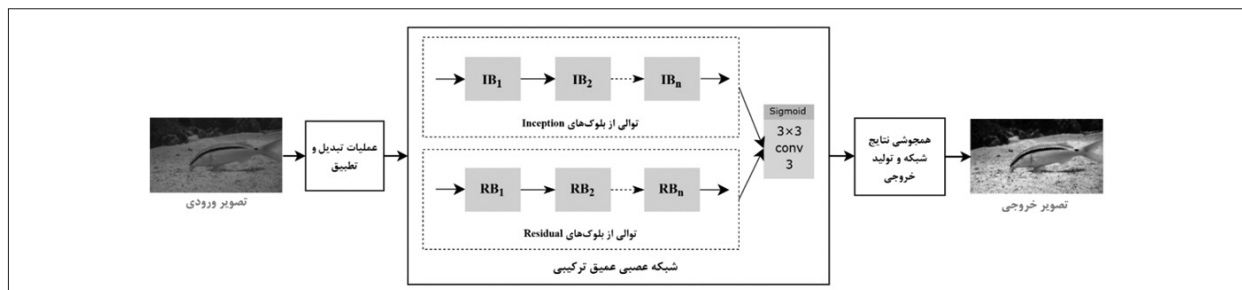 تصویر ورودی
عملیات تبدیل و
تطبیق
IB1
IB2
IBn
توالی از بلوک‌های Inception
RB1
RB2
RBn
توالی از بلوک‌های Residual
شبکه عصبی عمیق ترکیبی
Sigmoid
3×3
conv
3
همجوشی نتایج
شبکه و تولید
خروجی
تصویر خروجی